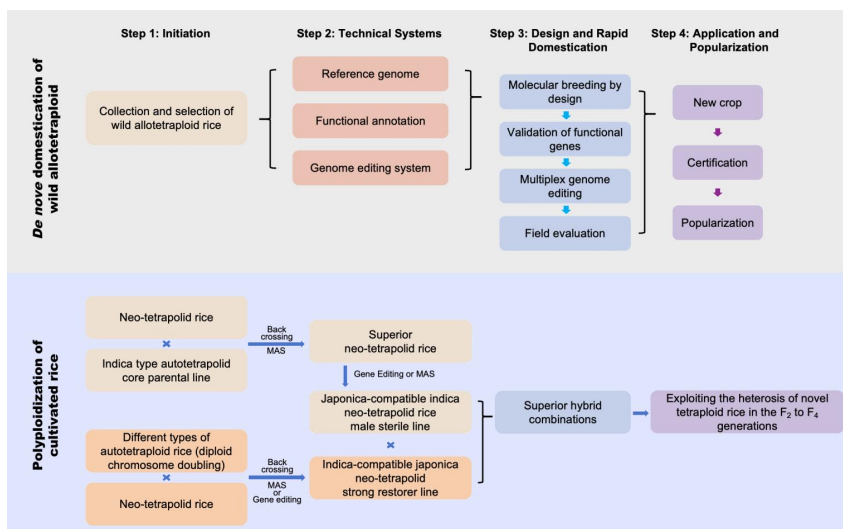 Step 1: Initiation
Step 2: Technical Systems
Step 3: Design and Rapid
Domestication
Step 4: Application and
Popularization
De nove domestication of
wild allotetraploid
Collection and selection of
wild allotetraploid rice
Reference genome
Functional annotation
Genome editing system
Molecular breeding by
design
Validation of functional
genes
Multiplex genome
editing
Field evaluation
New crop
Certification
Popularization
Polyploidization of
cultivated rice
Neo-tetrapolid rice
×
Indica type autotetrapolid
core parental line
Back
crossing
MAS
Superior
neo-tetrapolid rice
Gene Editing or MAS
Japonica-compatible indica
neo-tetrapolid rice
male sterile line
×
Different types of
autotetraploid rice (diploid
chromosome doubling)
×
Neo-tetrapolid rice
Back
crossing
MAS
or
Gene editing
Indica-compatible japonica
neo-tetrapolid
strong restorer line
Superior hybrid
combinations
Exploiting the heterosis of novel
tetraploid rice in the F₂ to F₄
generations